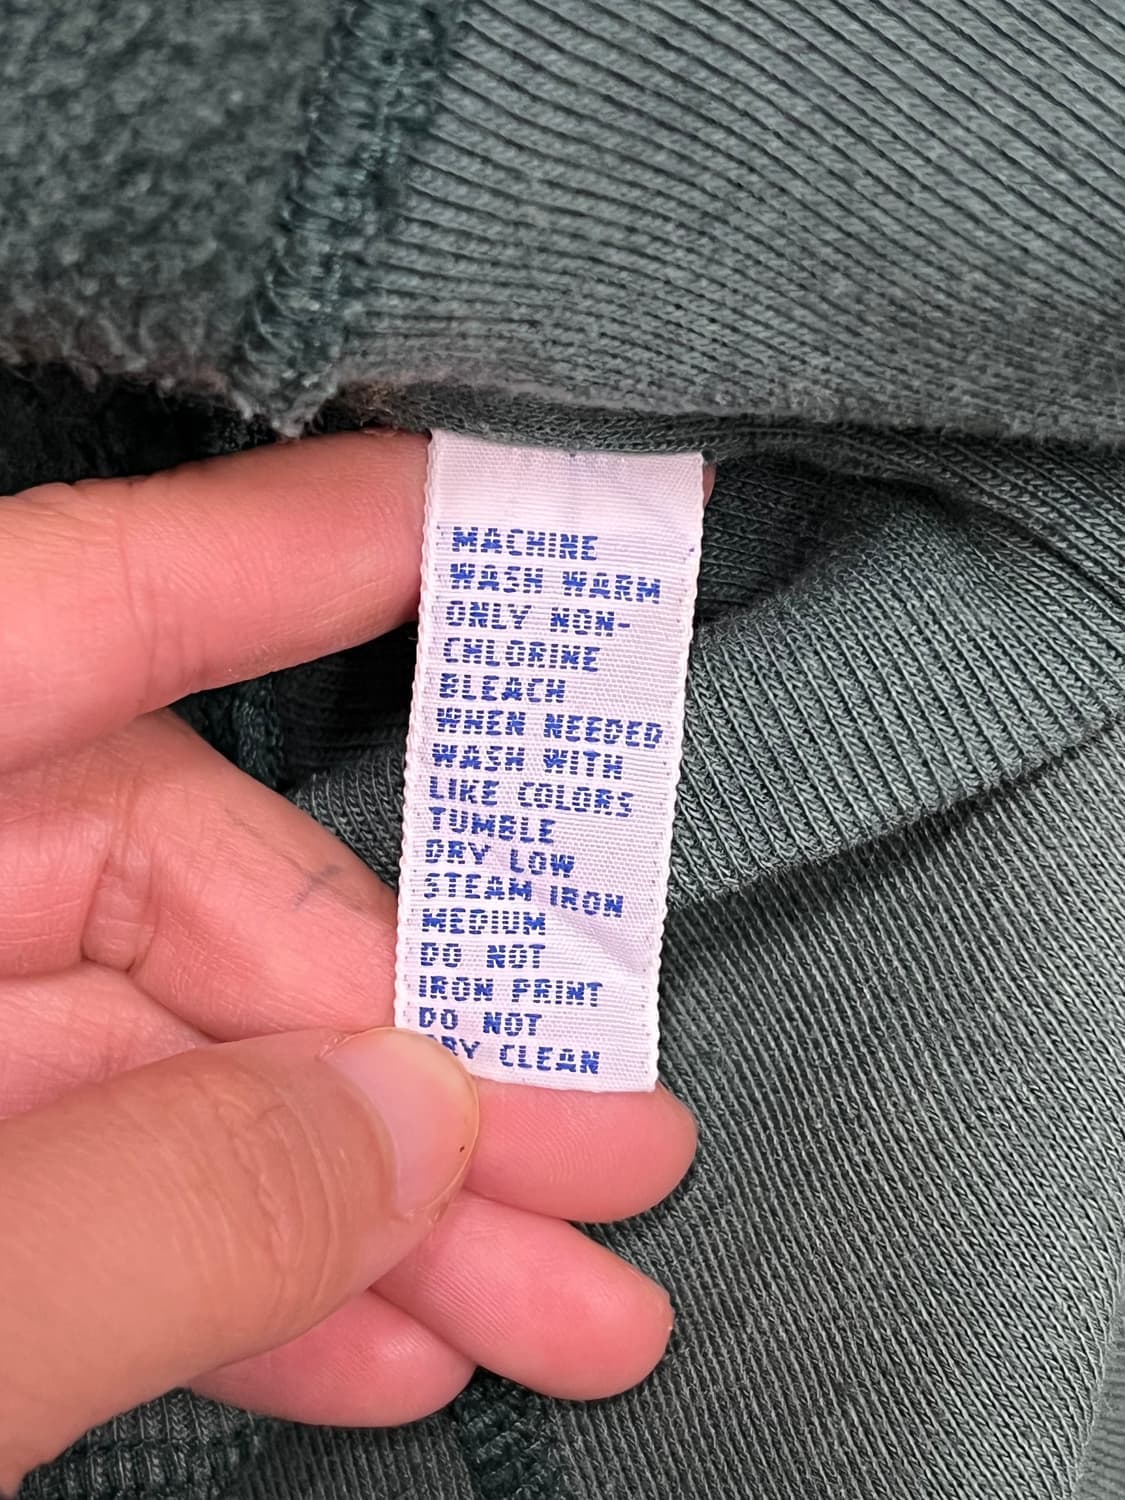 MACHINE
WASH WARM
ONLY NON-
CHLORINE
BLEACH
WHEN NEEDED
WASH WITH
LIKE COLORS
TUMBLE
DRY LOW
STEAM IRON
MEDIUM
DO NOT
IRON PRINT
DO NOT
DRY CLEAN